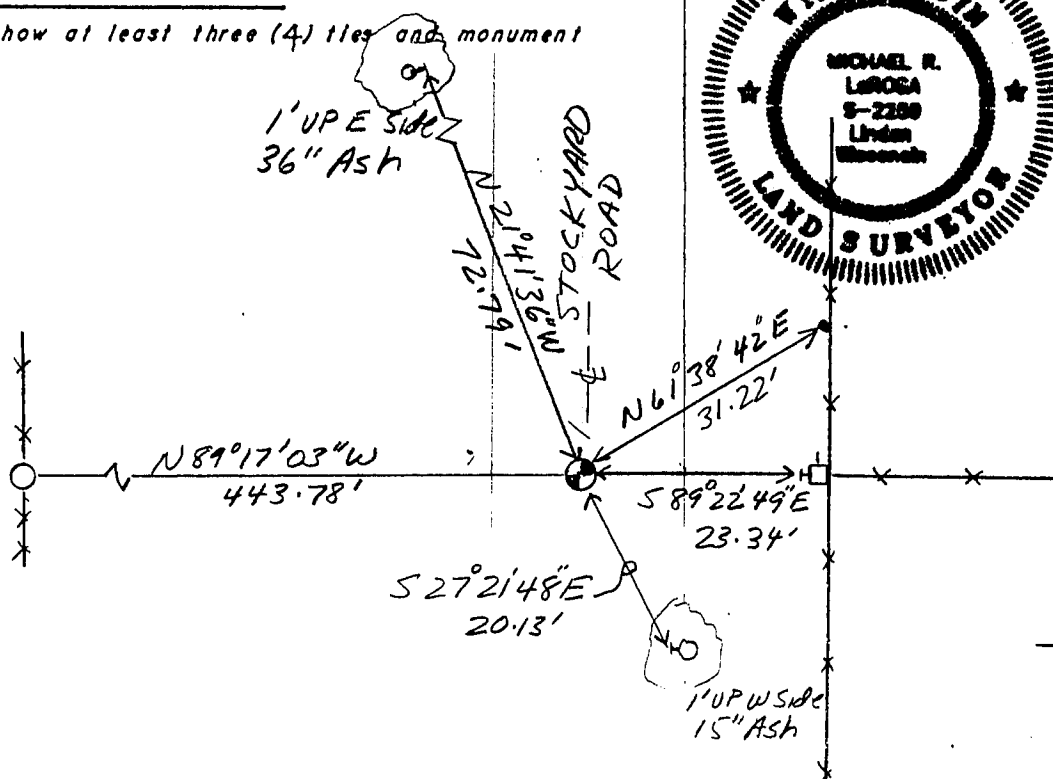 how at least three (4) ties and monument
WISCONSIN
MICHAEL R.
LaROSA
S-2200
Linden
Wisconsin
LAND SURVEYOR
1' UP E Side
36" Ash
N 21°41'36"W
72.79'
STOCKYARD
ROAD
N 61°38'42"E
31.22'
N 89°17'03"W
443.78'
S 89°22'49"E
23.34'
S 27°21'48"E
20.13'
1' UP W Side
15" Ash